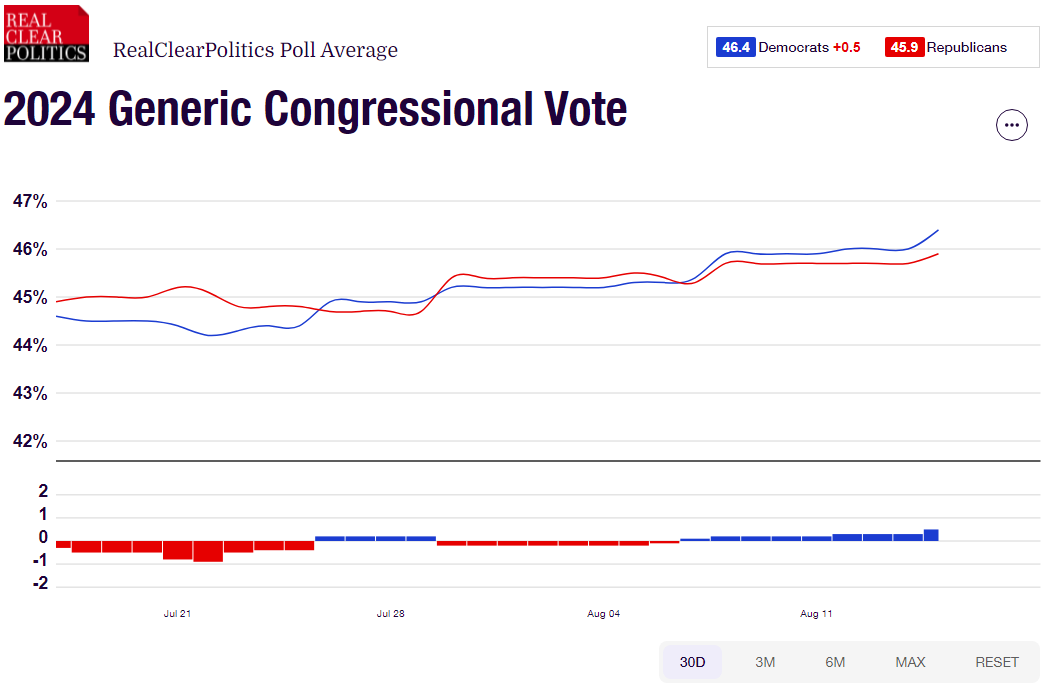 REAL
CLEAR
POLITICS
RealClearPolitics Poll Average
46.4 Democrats +0.5 45.9 Republicans
2024 Generic Congressional Vote
47%
46%
45%
44%
43%
42%
2
1
0
-1
-2
Jul 21 Jul 28 Aug 04 Aug 11
30D 3M 6M MAX RESET